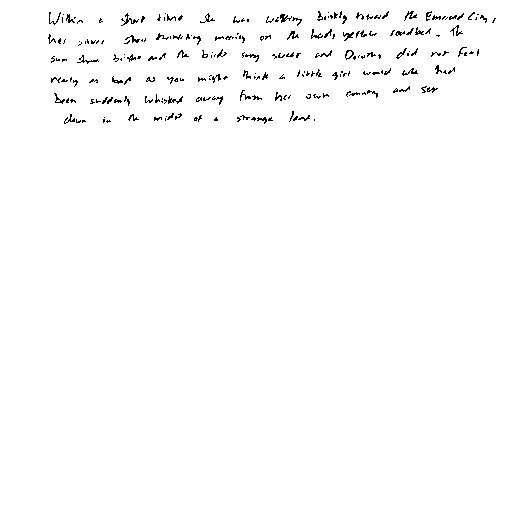 Within a short time she was walking briskly toward the Emerald City,
her silver shoes tinkling merrily on the hard, yellow roadbed. The
sun shone bright and the birds sang sweet and Dorothy did not feel
nearly as bad as you might think a little girl would who had
been suddenly whisked away from her own country and set
down in the midst of a strange land.